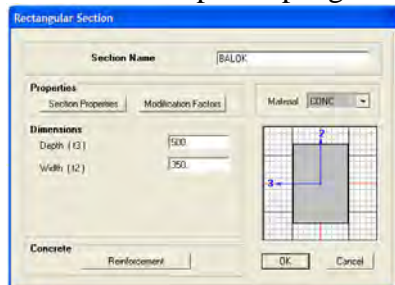 Rectangular Section
Section Name BALOK
Properties
Section Properties Modification Factors
Material CONC
Dimensions
Depth ( t3 ) 500.
Width ( t2 ) 350.
2
3
Concrete
Reinforcement
OK Cancel